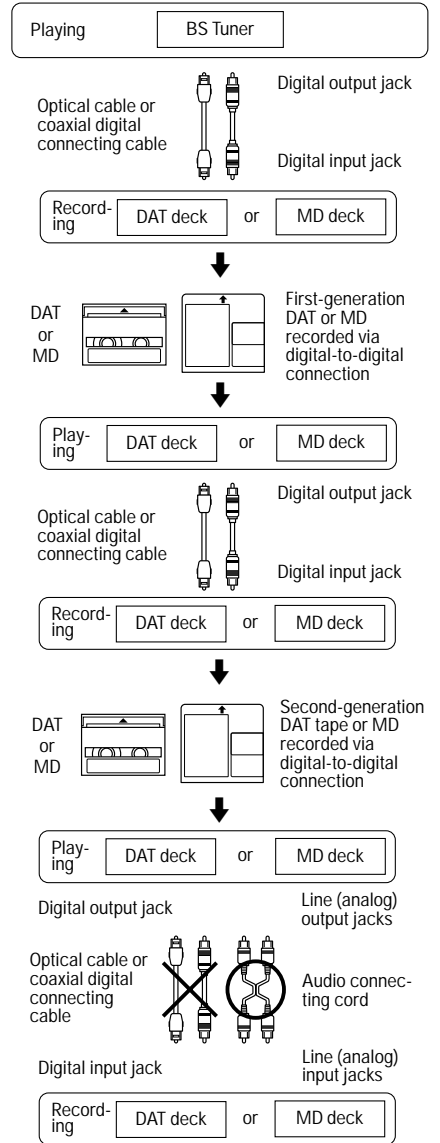 Playing
BS Tuner
Optical cable or
coaxial digital
connecting cable
Digital output jack
Digital input jack
Record-
ing
DAT deck
or
MD deck
DAT
or
MD
First-generation
DAT or MD
recorded via
digital-to-digital
connection
Play-
ing
DAT deck
or
MD deck
Optical cable or
coaxial digital
connecting cable
Digital output jack
Digital input jack
Record-
ing
DAT deck
or
MD deck
DAT
or
MD
Second-generation
DAT tape or MD
recorded via
digital-to-digital
connection
Play-
ing
DAT deck
or
MD deck
Digital output jack
Line (analog)
output jacks
Optical cable or
coaxial digital
connecting
cable
Audio connec-
ting cord
Digital input jack
Line (analog)
input jacks
Record-
ing
DAT deck
or
MD deck